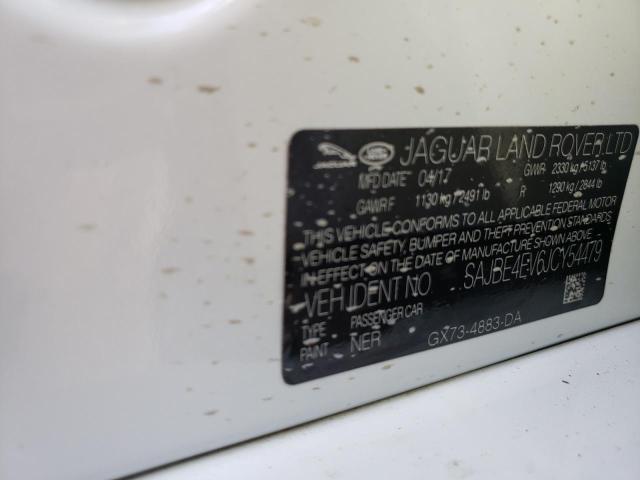 JAGUAR LAND ROVER LTD
JAGUAR
MFD DATE 04/17 GVWR 2330 kg / 5137 lb
GAWR F 1130 kg / 2491 lb R 1290 kg / 2844 lb
THIS VEHICLE CONFORMS TO ALL APPLICABLE FEDERAL MOTOR
VEHICLE SAFETY, BUMPER, AND THEFT PREVENTION STANDARDS
IN EFFECT ON THE DATE OF MANUFACTURE SHOWN ABOVE
VEH IDENT NO. SAJBE4EV6JCY54479
TYPE PASSENGER CAR
PAINT NER GX73-4883-DA